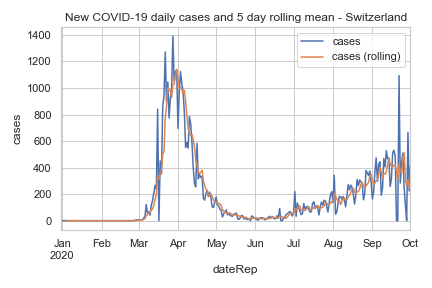 New COVID-19 daily cases and 5 day rolling mean - Switzerland
cases
cases (rolling)
1400
1200
1000
800
600
400
200
0
cases
Jan Feb Mar Apr May Jun Jul Aug Sep Oct
2020
dateRep